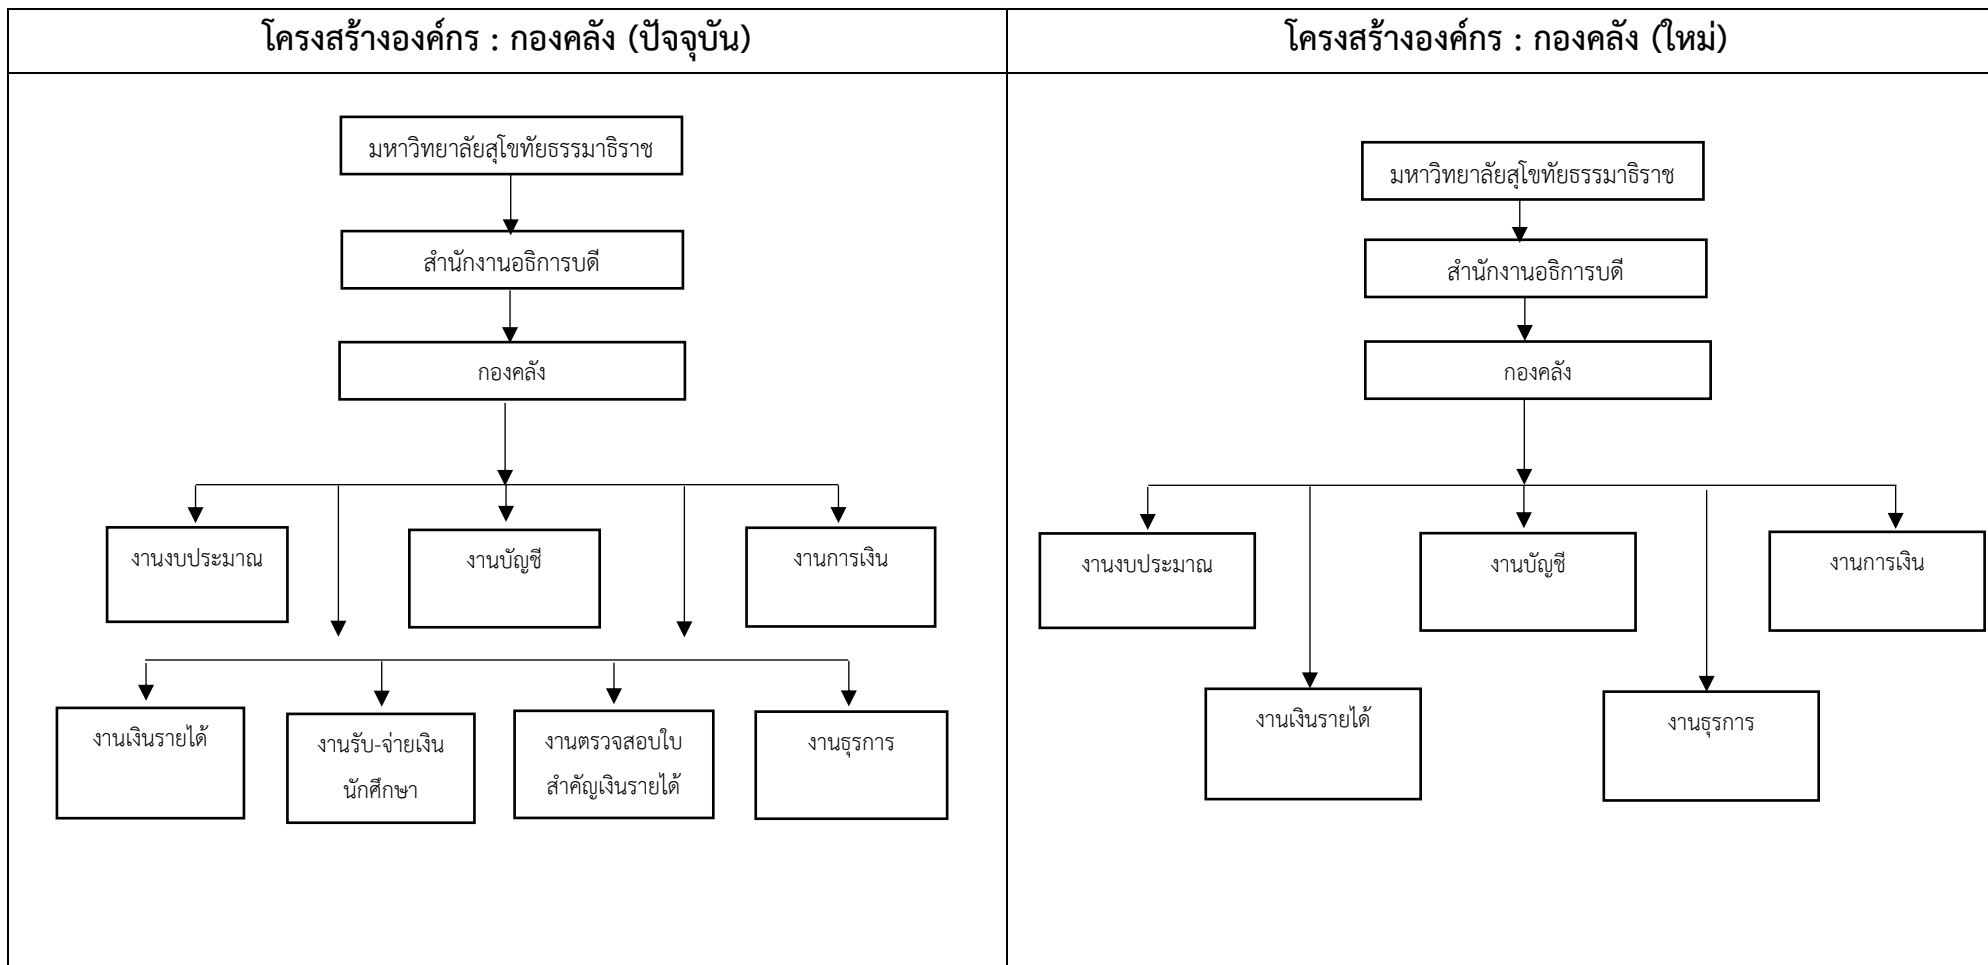 โครงสร้างองค์กร : กองคลัง (ปัจจุบัน)
มหาวิทยาลัยสุโขทัยธรรมาธิราช
สำนักงานอธิการบดี
กองคลัง
งานงบประมาณ
งานบัญชี
งานการเงิน
งานเงินรายได้
งานรับ-จ่ายเงิน
นักศึกษา
งานตรวจสอบใบ
สำคัญเงินรายได้
งานธุรการ
โครงสร้างองค์กร : กองคลัง (ใหม่)
มหาวิทยาลัยสุโขทัยธรรมาธิราช
สำนักงานอธิการบดี
กองคลัง
งานงบประมาณ
งานบัญชี
งานการเงิน
งานเงินรายได้
งานธุรการ